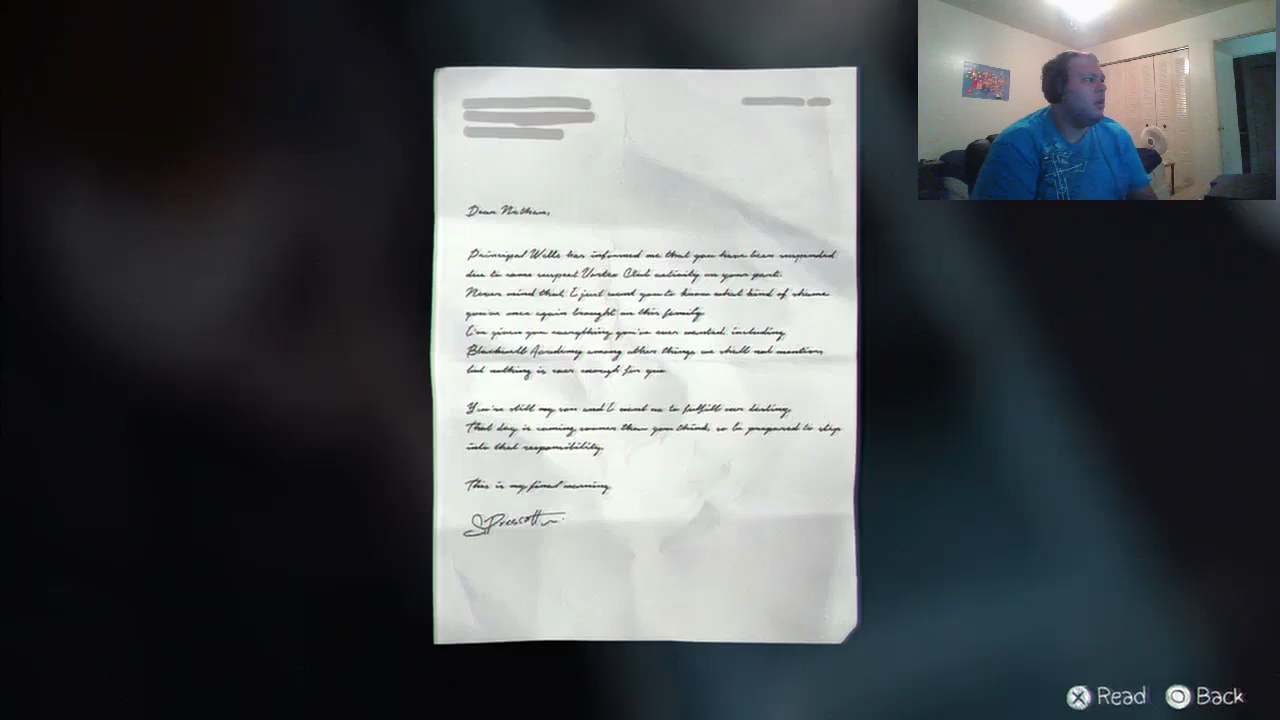 Dear Nathan,
Principal Wells has informed me that you have been suspended
due to some suspect Vortex Club activity on your part.
Never mind that, I just want you to know what kind of shame
you've once again brought on this family.
I've given you everything you've ever wanted, including
Blackwell Academy among other things we shall not mention,
but nothing is ever enough for you.
You're still my son and I want us to fulfill our destiny.
That day is coming sooner than you think, so be prepared to step
into that responsibility.
This is my final warning
S Prescott
Read
Back